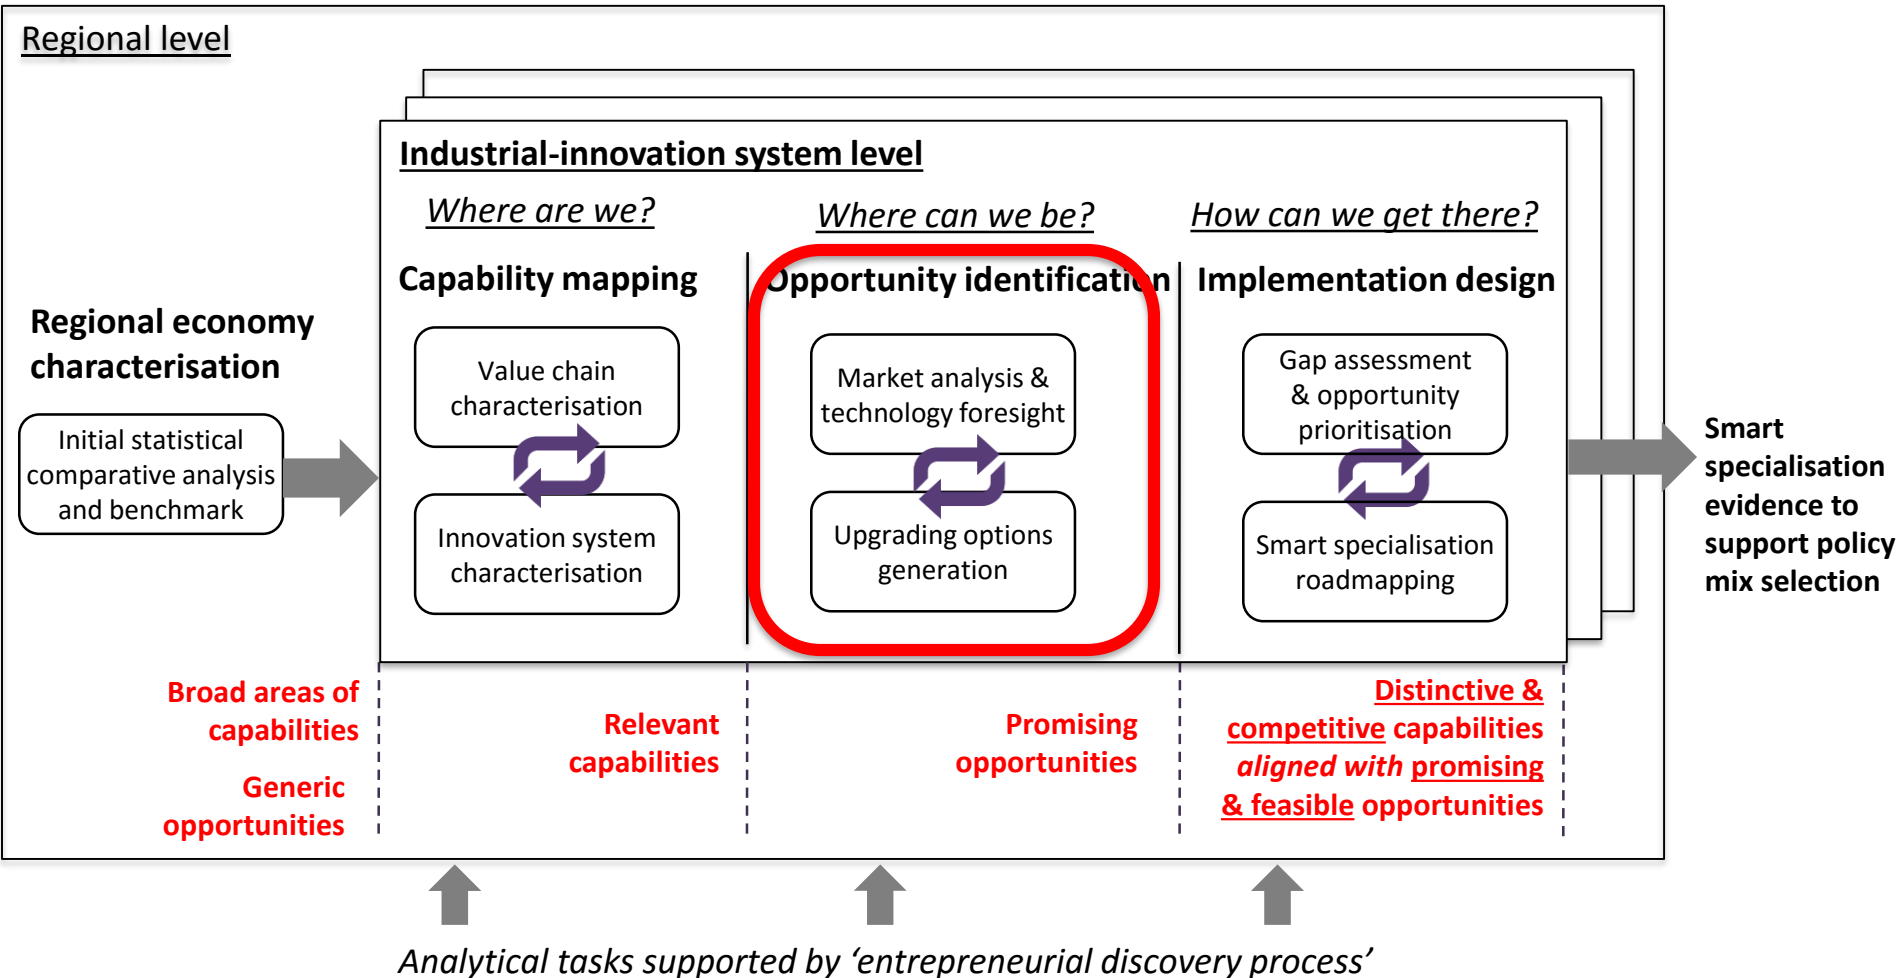 Regional level
Industrial-innovation system level
Where are we?
Where can we be?
How can we get there?
Capability mapping
Opportunity identification
Implementation design
Regional economy
characterisation
Initial statistical
comparative analysis
and benchmark
Value chain
characterisation
Innovation system
characterisation
Market analysis &
technology foresight
Upgrading options
generation
Gap assessment
& opportunity
prioritisation
Smart specialisation
roadmapping
Smart
specialisation
evidence to
support policy
mix selection
Broad areas of
capabilities
Generic
opportunities
Relevant
capabilities
Promising
opportunities
Distinctive &
competitive capabilities
aligned with promising
& feasible opportunities
Analytical tasks supported by ‘entrepreneurial discovery process’